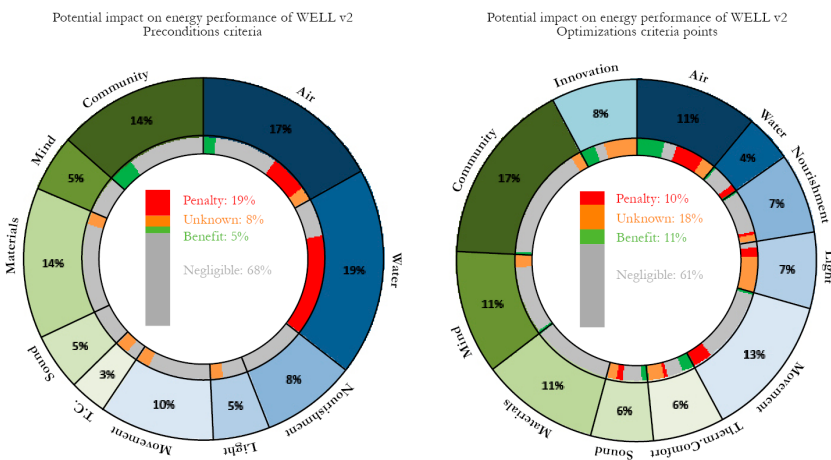 Potential impact on energy performance of WELL v2
Preconditions criteria
Air
17%
Water
19%
Nourishment
8%
Light
5%
Movement
10%
T.C.
3%
Sound
5%
Materials
14%
Mind
5%
Community
14%
Penalty: 19%
Unknown: 8%
Benefit: 5%
Negligible: 68%
Potential impact on energy performance of WELL v2
Optimizations criteria points
Air
11%
Water
4%
Nourishment
7%
Light
7%
Movement
13%
Therm.Comfort
6%
Sound
6%
Materials
11%
Mind
11%
Community
17%
Innovation
8%
Penalty: 10%
Unknown: 18%
Benefit: 11%
Negligible: 61%